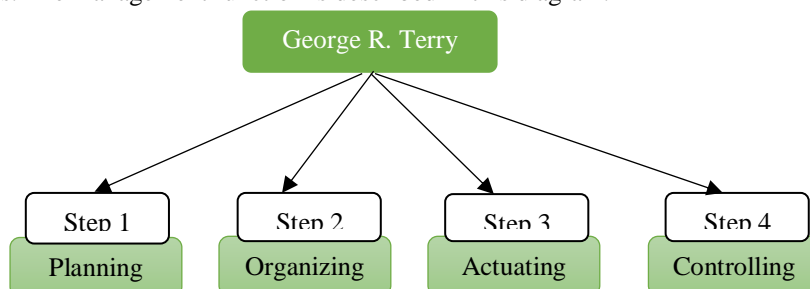 George R. Terry
Step 1
Step 2
Step 3
Step 4
Planning
Organizing
Actuating
Controlling